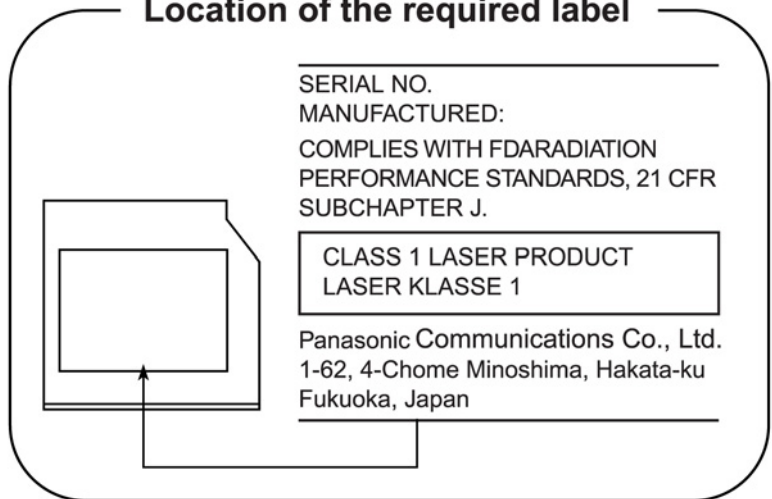 Location of the required label
SERIAL NO.
MANUFACTURED:
COMPLIES WITH FDARADIATION
PERFORMANCE STANDARDS, 21 CFR
SUBCHAPTER J.
CLASS 1 LASER PRODUCT
LASER KLASSE 1
Panasonic Communications Co., Ltd.
1-62, 4-Chome Minoshima, Hakata-ku
Fukuoka, Japan